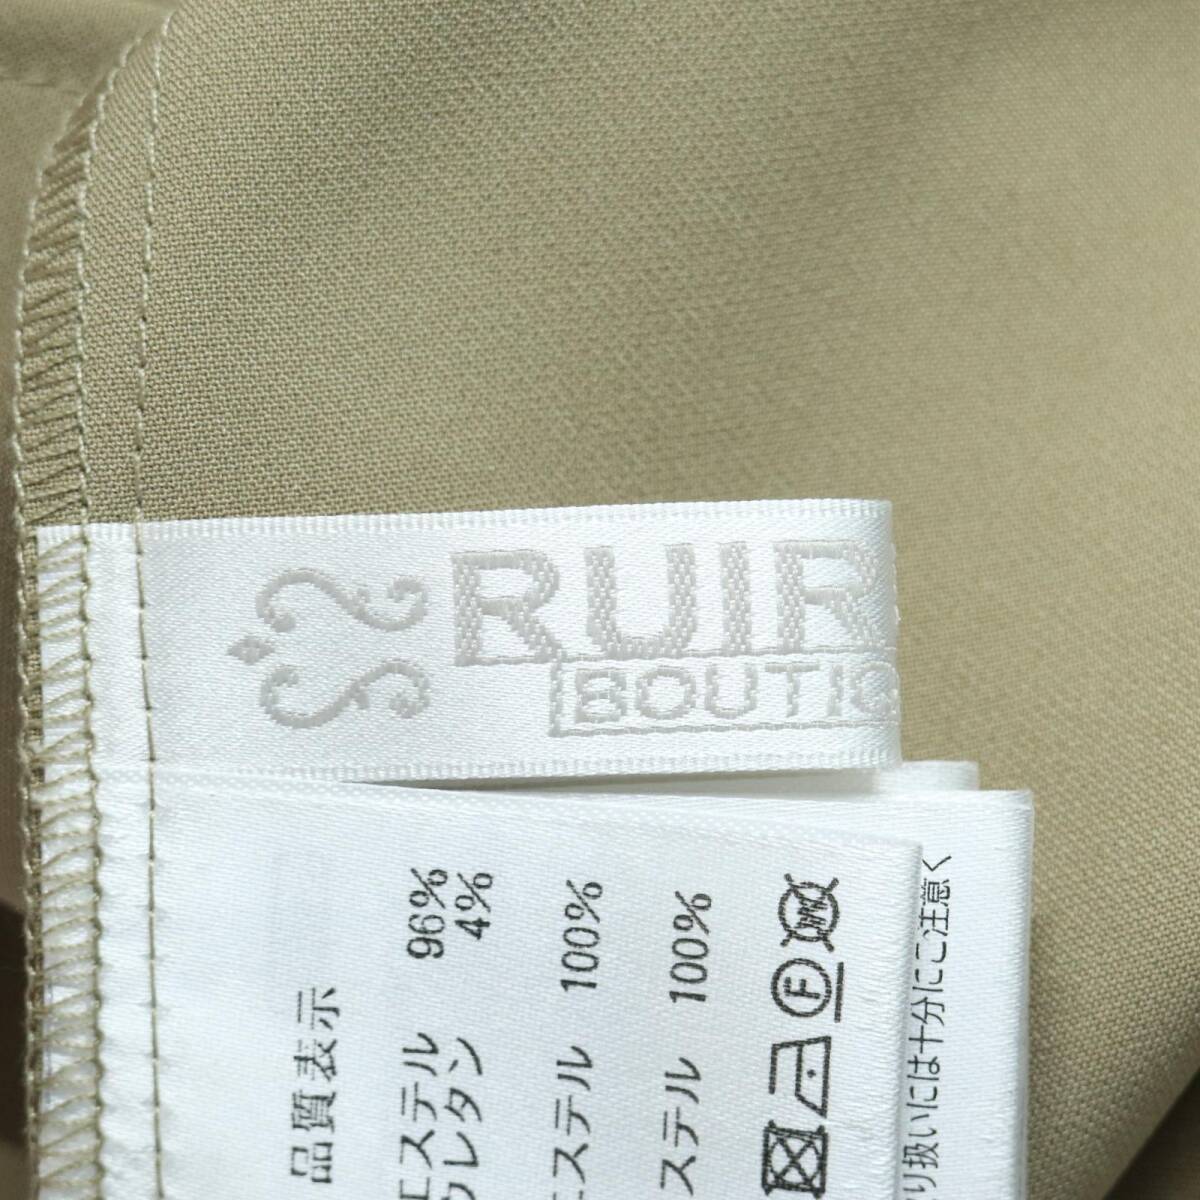 RUIR
BOUTIQ
品質表示
エステル 96%
ウレタン 4%
エステル 100%
ステル 100%
W
F
り扱いには十分にご注意く